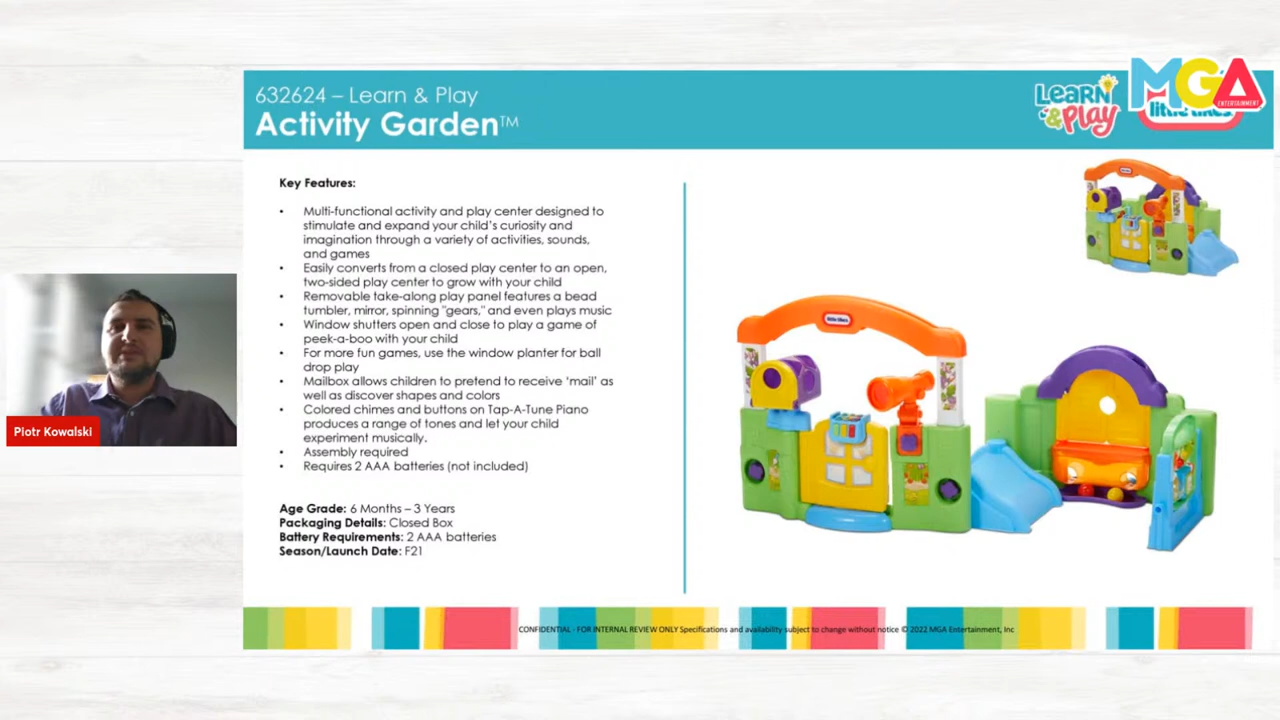 632624 – Learn & Play
Activity Garden™
LEARN
& Play
MGA
ENTERTAINMENT
little tikes
Key Features:
• Multi-functional activity and play center designed to
stimulate and expand your child's curiosity and
imagination through a variety of activities, sounds,
and games
• Easily converts from a closed play center to an open,
two-sided play center to grow with your child
• Removable take-along play panel features a bead
tumbler, mirror, spinning "gears," and even plays music
• Window shutters open and close to play a game of
peek-a-boo with your child
• For more fun games, use the window planter for ball
drop play
• Mailbox allows children to pretend to receive 'mail' as
well as discover shapes and colors
• Colored chimes and buttons on Tap-A-Tune Piano
produces a range of tones and let your child
experiment musically.
• Assembly required
• Requires 2 AAA batteries (not included)
Age Grade: 6 Months – 3 Years
Packaging Details: Closed Box
Battery Requirements: 2 AAA batteries
Season/Launch Date: F21
little tikes
Piotr Kowalski
CONFIDENTIAL - FOR INTERNAL REVIEW ONLY Specifications and availability subject to change without notice © 2022 MGA Entertainment, Inc